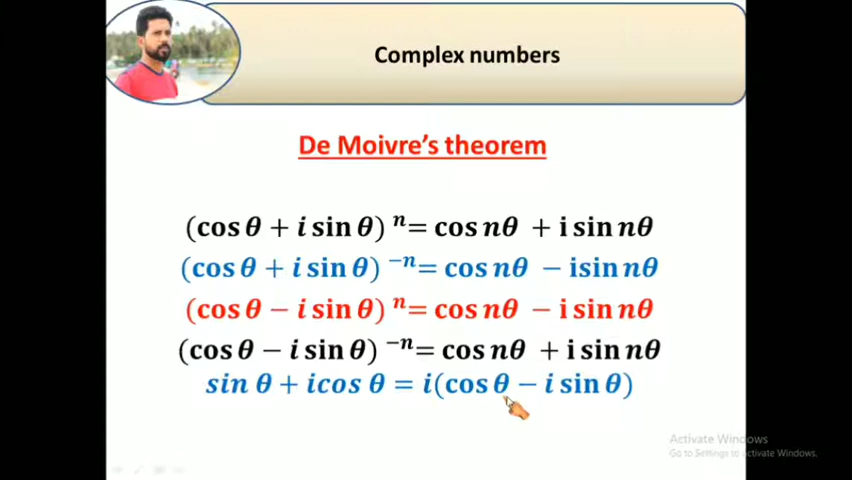 Complex numbers
De Moivre's theorem
(cos θ + i sin θ) ⁿ= cos nθ + i sin nθ
(cos θ + i sin θ) ⁻ⁿ= cos nθ − isin nθ
(cos θ − i sin θ) ⁿ= cos nθ − i sin nθ
(cos θ − i sin θ) ⁻ⁿ= cos nθ + i sin nθ
sin θ + icos θ = i(cos θ − i sin θ)
Activate Windows
Go to Settings to Activate Windows.